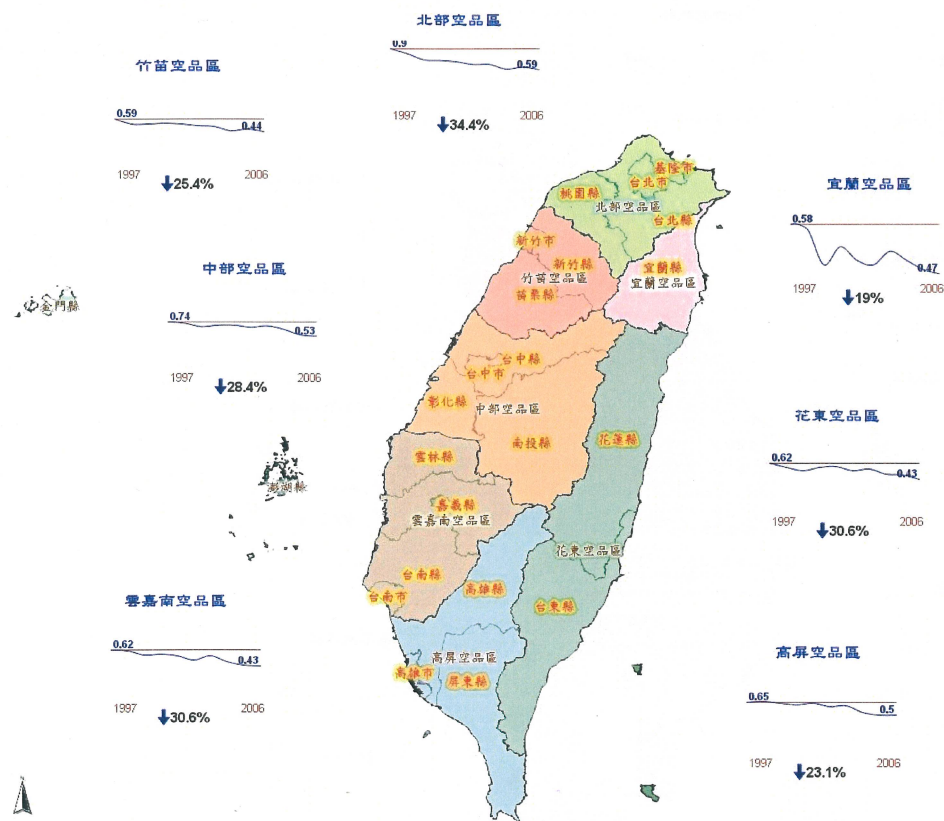 北部空品區
0.9
0.59
1997
2006
34.4%
竹苗空品區
0.59
0.44
1997
2006
25.4%
宜蘭空品區
0.58
0.47
1997
2006
19%
中部空品區
0.74
0.53
1997
2006
28.4%
花東空品區
0.62
0.43
1997
2006
30.6%
雲嘉南空品區
0.62
0.43
1997
2006
30.6%
高屏空品區
0.65
0.5
1997
2006
23.1%
基隆市
台北市
桃園縣
北部空品區
台北縣
新竹市
新竹縣
竹苗空品區
苗栗縣
宜蘭縣
宜蘭空品區
金門縣
台中縣
台中市
彰化縣
中部空品區
南投縣
花蓮縣
雲林縣
澎湖縣
嘉義縣
雲嘉南空品區
花東空品區
台南縣
台南市
高雄縣
台東縣
高屏空品區
高雄市
屏東縣
N